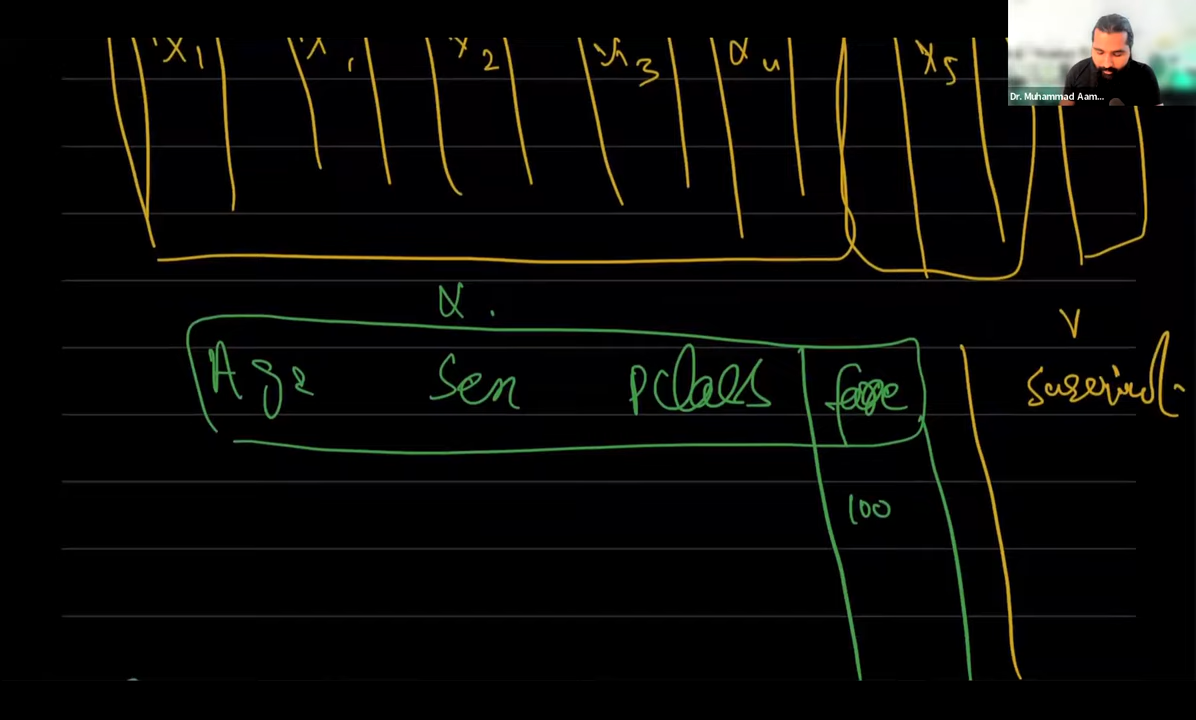 X1 X1 X2 X3 X4 X5
Dr. Muhammad Aam...
X .
Y
Age Sex pclass fare survived
100